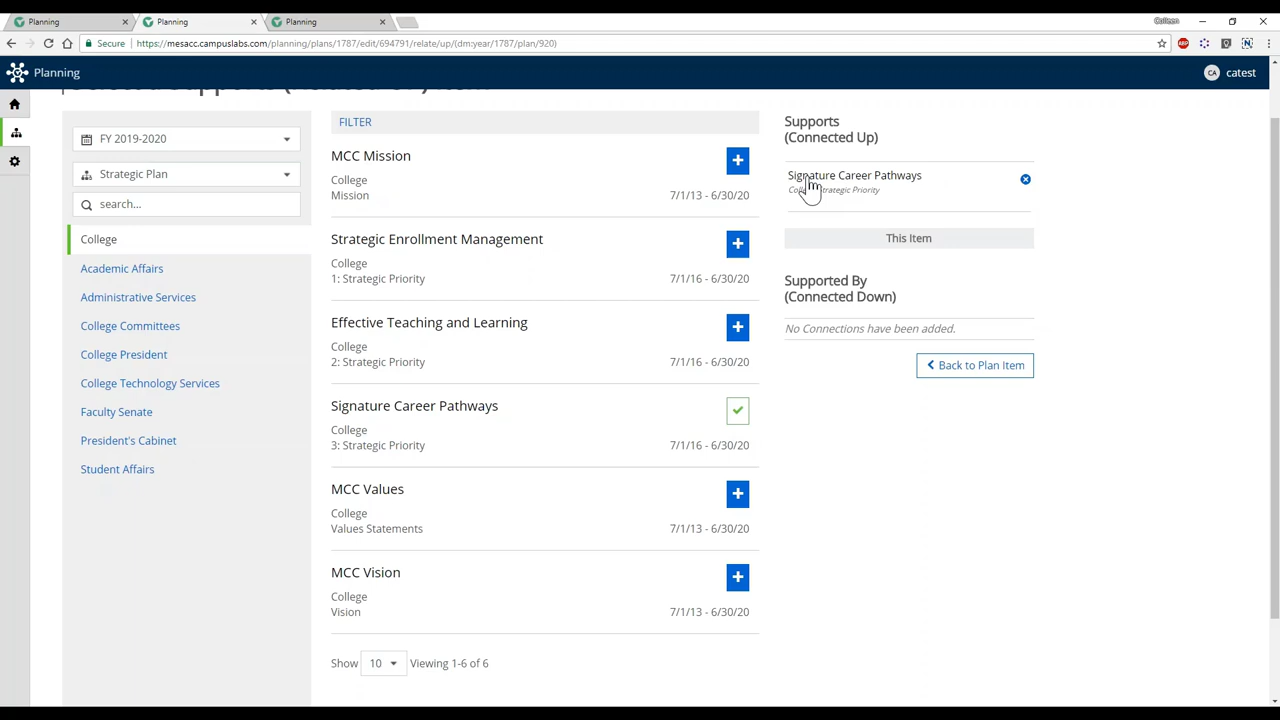 Planning
Planning
Planning
Colleen
Secure
https://mesacc.campuslabs.com/planning/plans/1787/edit/694791/relate/up/(dm:year/1787/plan/920)
Planning
CA
catest
FY 2019-2020
Strategic Plan
search...
College
Academic Affairs
Administrative Services
College Committees
College President
College Technology Services
Faculty Senate
President's Cabinet
Student Affairs
FILTER
MCC Mission
College
Mission
7/1/13 - 6/30/20
Strategic Enrollment Management
College
1: Strategic Priority
7/1/16 - 6/30/20
Effective Teaching and Learning
College
2: Strategic Priority
7/1/16 - 6/30/20
Signature Career Pathways
College
3: Strategic Priority
7/1/16 - 6/30/20
MCC Values
College
Values Statements
7/1/13 - 6/30/20
MCC Vision
College
Vision
7/1/13 - 6/30/20
Show
10
Viewing 1-6 of 6
Supports
(Connected Up)
Signature Career Pathways
Strategic Priority
This Item
Supported By
(Connected Down)
No Connections have been added.
Back to Plan Item